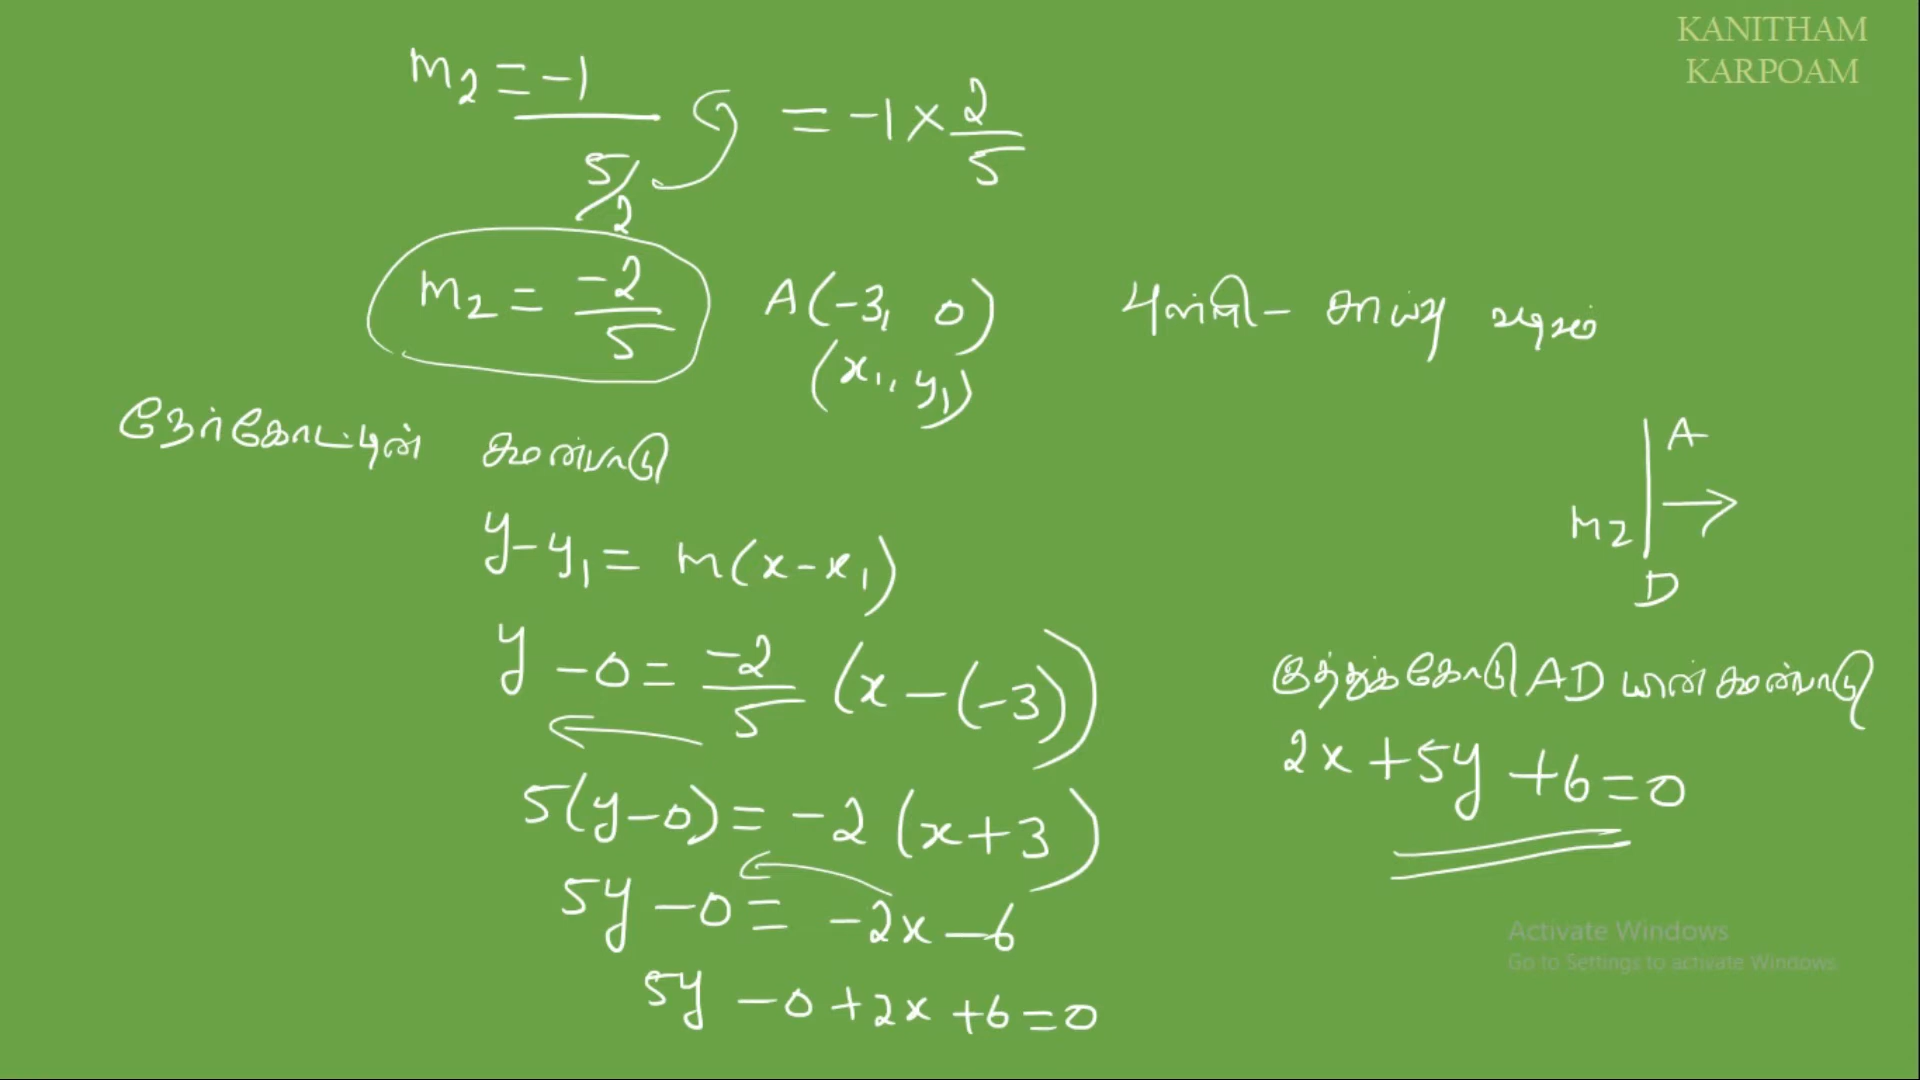 KANITHAM
KARPOAM
m₂ = -1/(5/2) = -1 × 2/5
m₂ = -2/5 A(-3, 0) புள்ளி - சாய்வு வடிவம்
(x₁, y₁)
நேர்கோட்டின் சமன்பாடு
y - y₁ = m(x - x₁)
A
m₂
D
y - 0 = -2/5 (x - (-3))
5(y - 0) = -2(x + 3)
5y - 0 = -2x - 6
5y - 0 + 2x + 6 = 0
குத்துக்கோடு AD யின் சமன்பாடு
2x + 5y + 6 = 0
Activate Windows
Go to Settings to activate Windows.